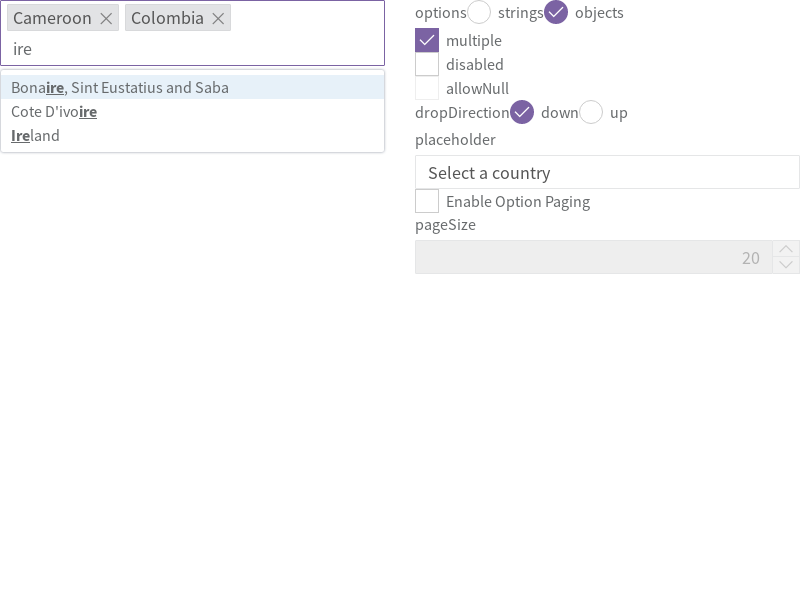 Cameroon Colombia
ire
Bonaire, Sint Eustatius and Saba
Cote D'ivoire
Ireland
options strings objects
multiple
disabled
allowNull
dropDirection down up
placeholder
Select a country
Enable Option Paging
pageSize
20